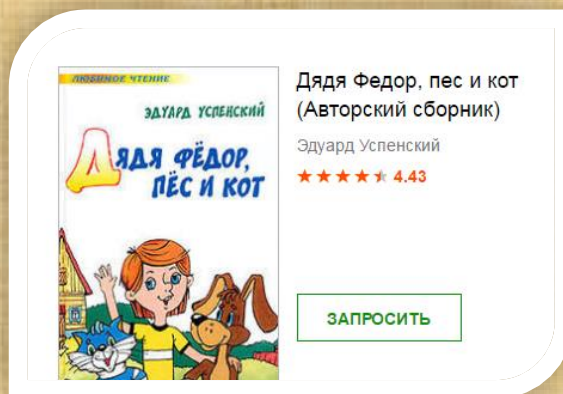 ЛЮБИМОЕ ЧТЕНИЕ
ЭДУАРД УСПЕНСКИЙ
ДЯДЯ ФЁДОР,
ПЁС И КОТ
Дядя Федор, пес и кот
(Авторский сборник)
Эдуард Успенский
4.43
ЗАПРОСИТЬ